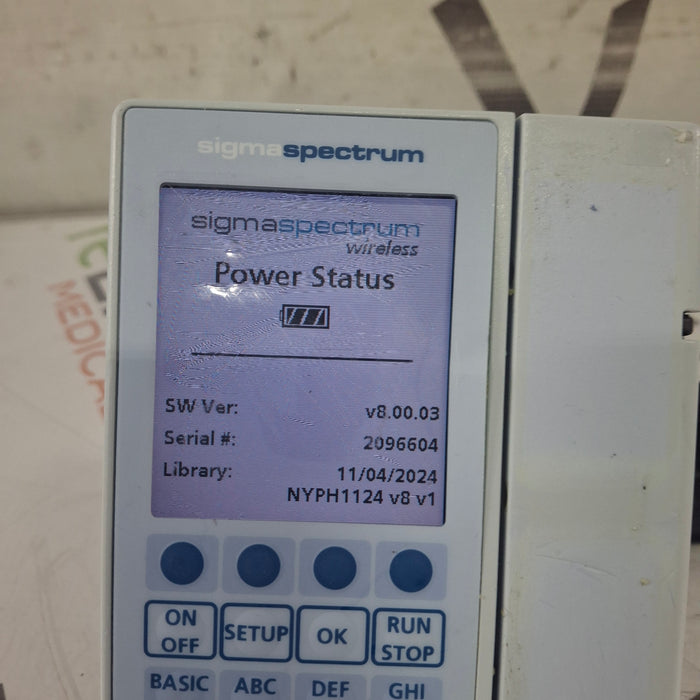 sigmaspectrum
sigmaspectrum
wireless
Power Status
SW Ver: v8.00.03
Serial #: 2096604
Library: 11/04/2024
NYPH1124 v8 v1
ON OFF
SETUP
OK
RUN STOP
BASIC ABC DEF GHI